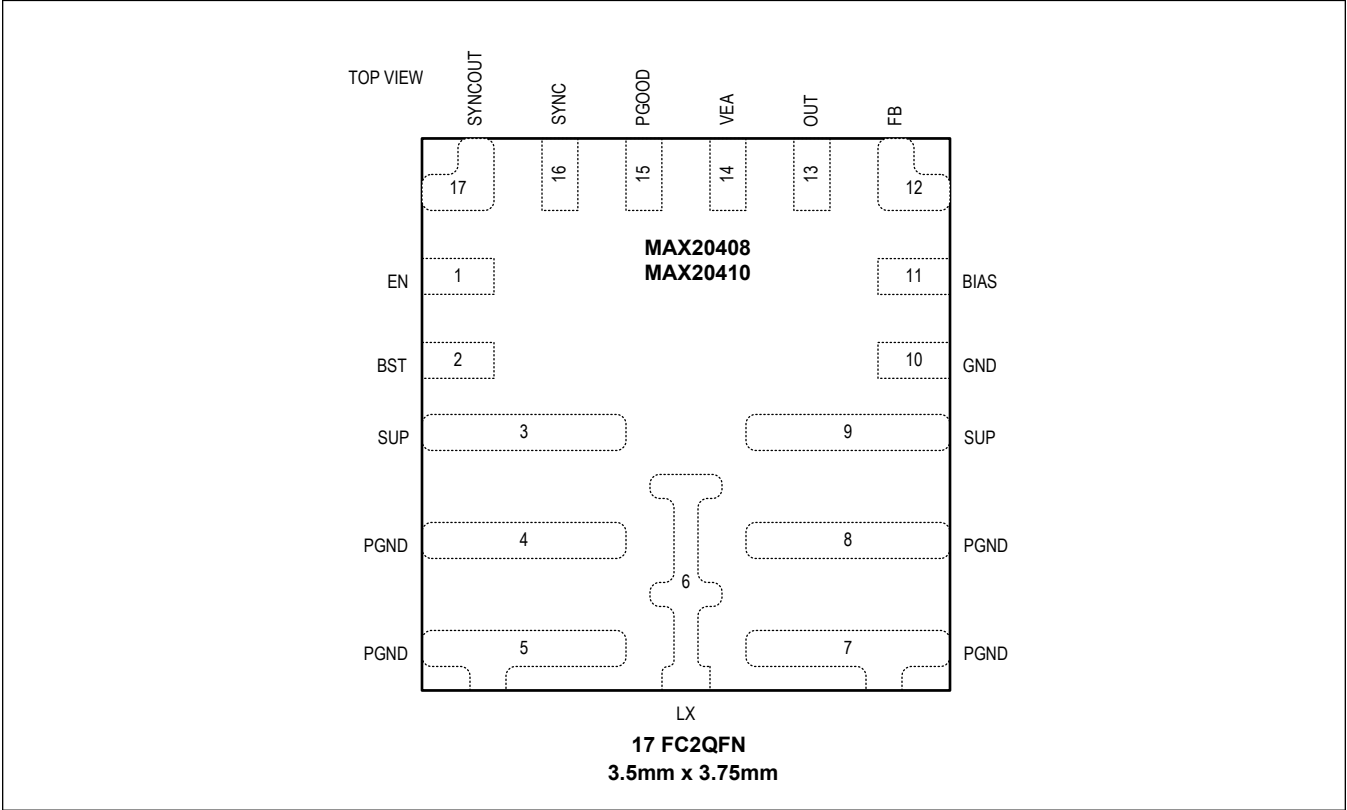 TOP VIEW
SYNCOUT
SYNC
PGOOD
VEA
OUT
FB
17
16
15
14
13
12
MAX20408
MAX20410
EN
1
11
BIAS
BST
2
10
GND
SUP
3
9
SUP
PGND
4
8
PGND
6
PGND
5
7
PGND
LX
17 FC2QFN
3.5mm x 3.75mm